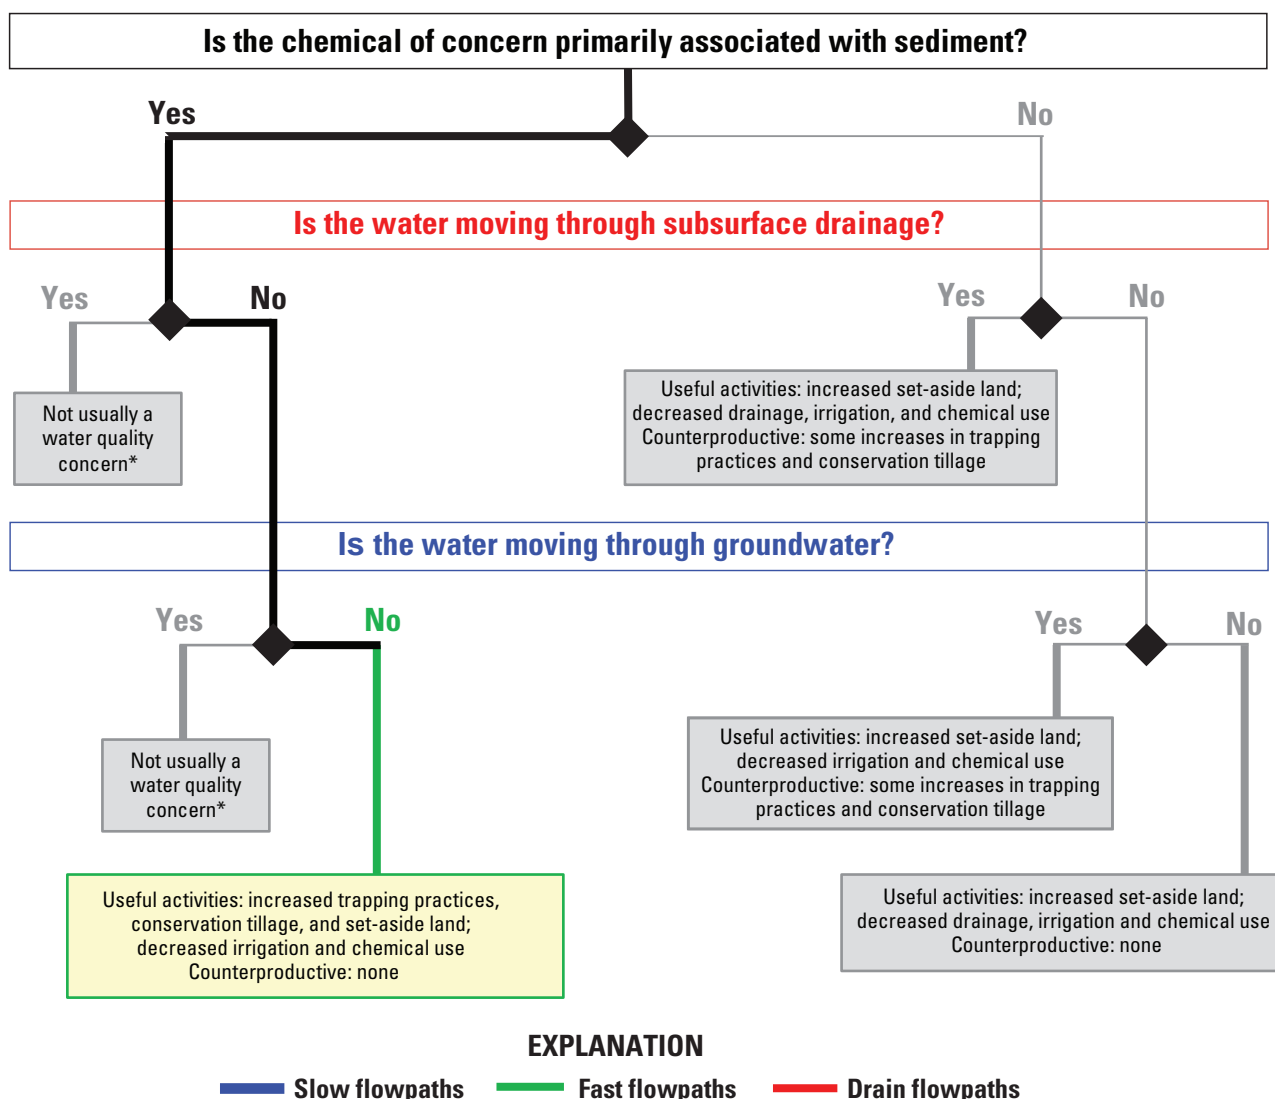 Is the chemical of concern primarily associated with sediment?
Yes
No
Is the water moving through subsurface drainage?
Yes
No
Yes
No
Not usually a
water quality
concern*
Useful activities: increased set-aside land;
decreased drainage, irrigation, and chemical use
Counterproductive: some increases in trapping
practices and conservation tillage
Is the water moving through groundwater?
Yes
No
Yes
No
Not usually a
water quality
concern*
Useful activities: increased set-aside land;
decreased irrigation and chemical use
Counterproductive: some increases in trapping
practices and conservation tillage
Useful activities: increased trapping practices,
conservation tillage, and set-aside land;
decreased irrigation and chemical use
Counterproductive: none
Useful activities: increased set-aside land;
decreased drainage, irrigation and chemical use
Counterproductive: none
EXPLANATION
Slow flowpaths
Fast flowpaths
Drain flowpaths